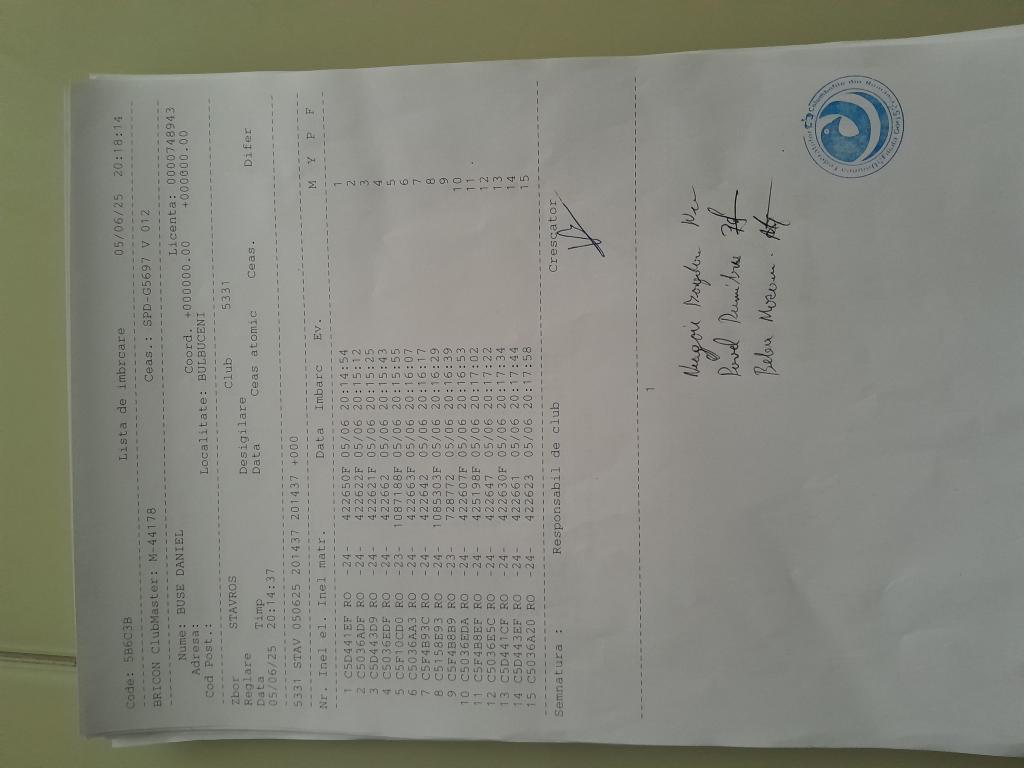 Code: 5B6C3B Lista de imbrcare 05/06/25 20:18:14
BRICON ClubMaster: M-44178 Ceas.: SPD-G5697 V 012
Nume: BUSE DANIEL Licenta: 0000748943
Adresa: Coord. +000000.00 +000000.00
Cod Post.: Localitate: BULBUCENI
Zbor STAVROS Club 5331
Reglare Desigilare
Data Timp Data Ceas atomic Ceas. Difer
05/06/25 20:14:37
5331 STAV 050625 201437 201437 +000
Nr. Inel el. Inel matr. Data Imbarc Ev. M Y P F
1 C5D441EF RO -24- 422650F 05/06 20:14:54 1
2 C5036ADF RO -24- 422622F 05/06 20:15:12 2
3 C5D443D9 RO -24- 422621F 05/06 20:15:25 3
4 C5036EDF RO -24- 422662 05/06 20:15:43 4
5 C5F10CD0 RO -23- 1087188F 05/06 20:15:55 5
6 C5036AA3 RO -24- 422663F 05/06 20:16:07 6
7 C5F4B93C RO -24- 422642 05/06 20:16:17 7
8 C5158E93 RO -24- 1085303F 05/06 20:16:29 8
9 C5F4B8B9 RO -23- 728772 05/06 20:16:39 9
10 C5036EDA RO -24- 422607F 05/06 20:16:53 10
11 C5F4B8EF RO -24- 425198F 05/06 20:17:02 11
12 C5036E5C RO -24- 422647 05/06 20:17:22 12
13 C5D441CF RO -24- 422630F 05/06 20:17:34 13
14 C5D443EF RO -24- 422661 05/06 20:17:44 14
15 C5036A20 RO -24- 422623 05/06 20:17:58 15
Semnatura : Responsabil de club Crescator
1
Pavel Dumitras